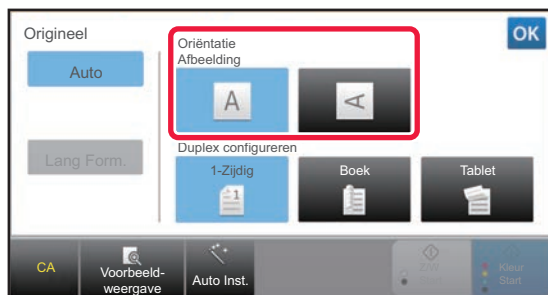 Origineel
OK
Oriëntatie
Afbeelding
Auto
A
A
Lang Form.
Duplex configureren
1-Zijdig
1
Boek
Tablet
CA
Voorbeeld-
weergave
Auto Inst.
Kleur
Start